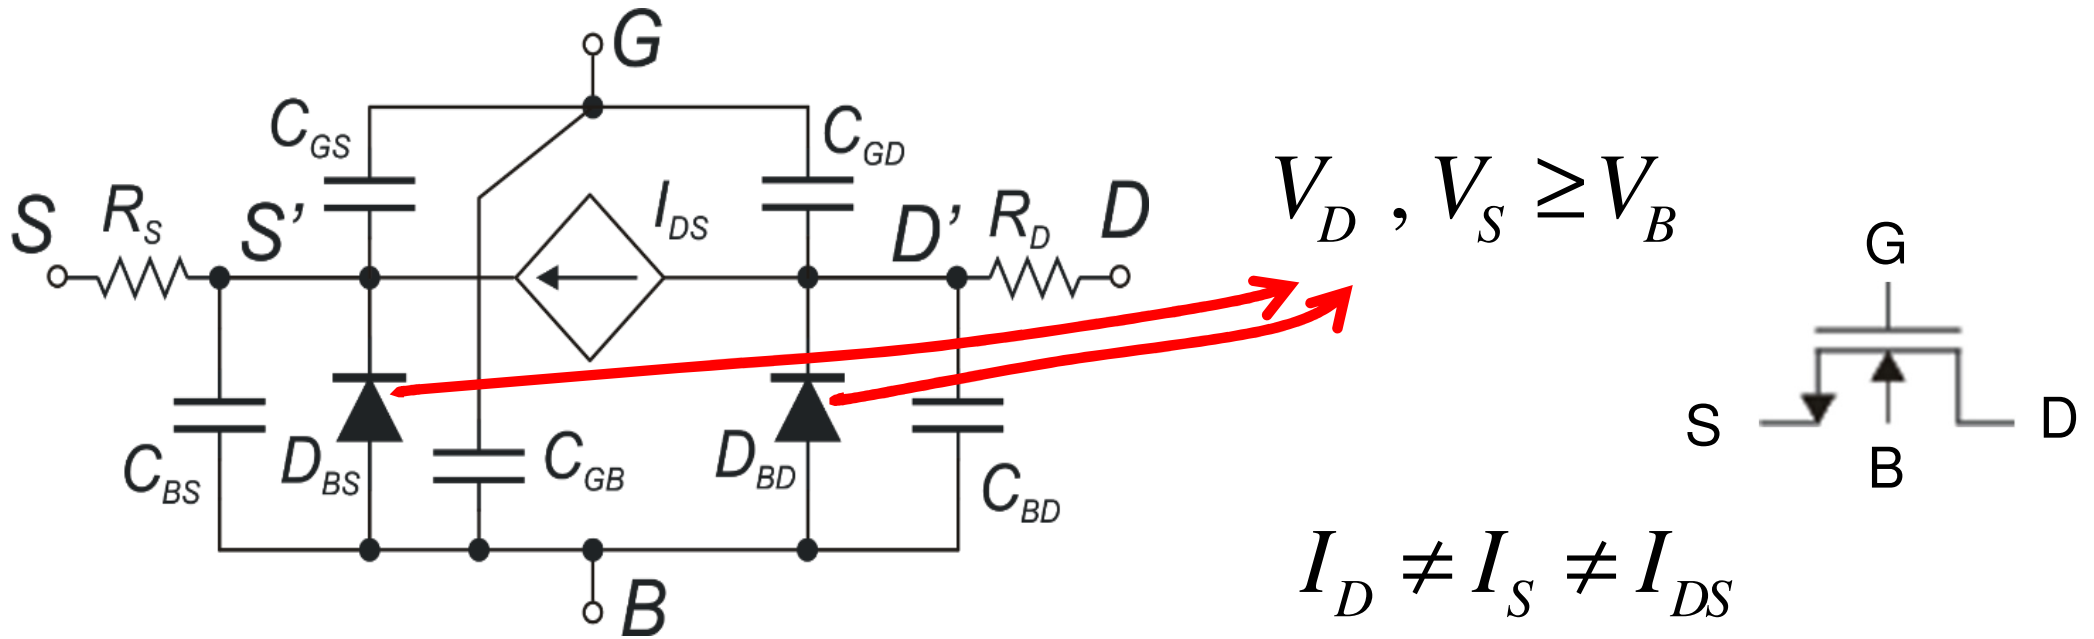 G
C_GS
C_GD
S
R_S
S'
I_DS
D'
R_D
D
C_BS
D_BS
C_GB
D_BD
C_BD
B
V_D , V_S ≥ V_B
G
S
D
B
I_D ≠ I_S ≠ I_DS